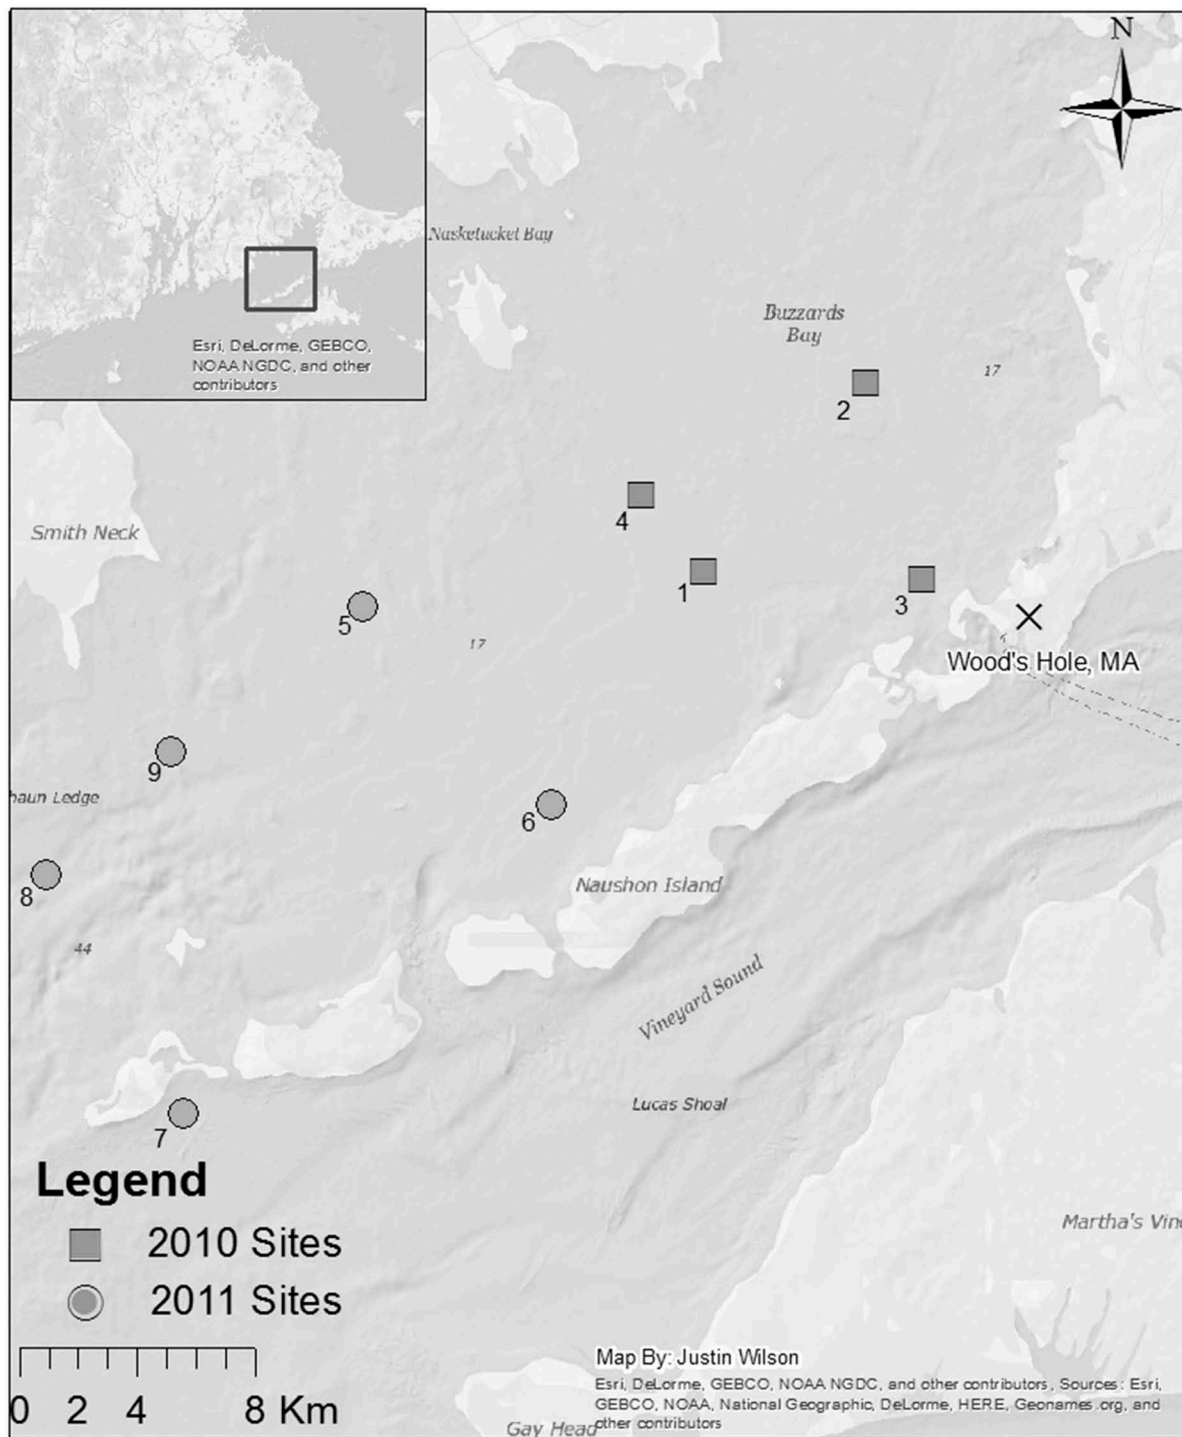 N
Nasketucket Bay
Esri, DeLorme, GEBCO,
NOAA NGDC, and other
contributors
Buzzards
Bay
17
2
4
Smith Neck
1
3
5
17
Wood's Hole, MA
9
haun Ledge
6
8
Naushon Island
44
Vineyard Sound
Lucas Shoal
7
Legend
2010 Sites
2011 Sites
Martha's Vin
0 2 4 8 Km
Map By: Justin Wilson
Esri, DeLorme, GEBCO, NOAA NGDC, and other contributors, Sources: Esri,
GEBCO, NOAA, National Geographic, DeLorme, HERE, Geonames.org, and
other contributors
Gay Head